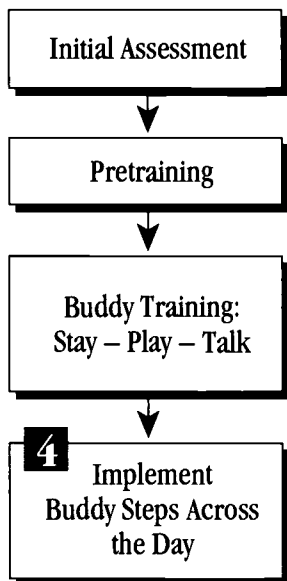 Initial Assessment
Pretraining
Buddy Training:
Stay – Play – Talk
4
Implement
Buddy Steps Across
the Day